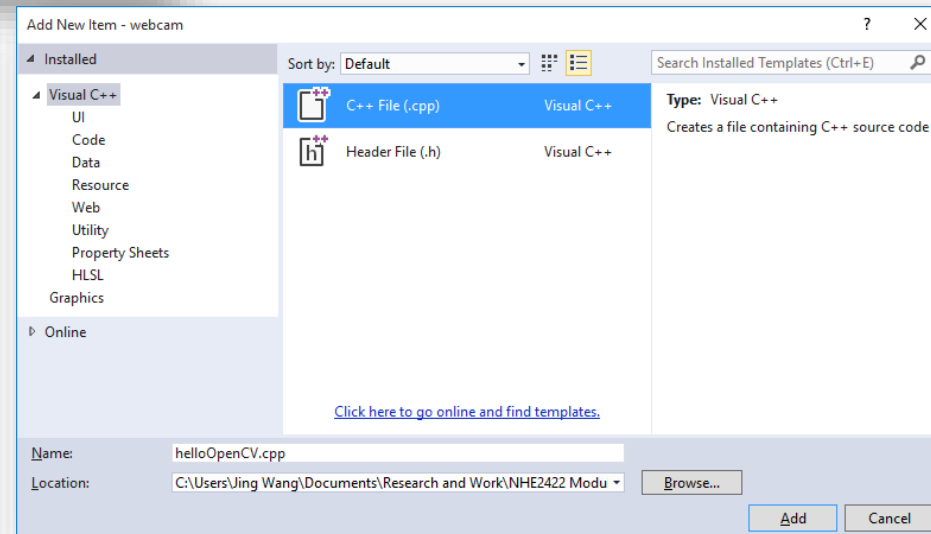 Add New Item - webcam
?
Installed
Sort by: Default
Search Installed Templates (Ctrl+E)
Visual C++
UI
Code
Data
Resource
Web
Utility
Property Sheets
HLSL
Graphics
Online
C++ File (.cpp) Visual C++
Header File (.h) Visual C++
Type: Visual C++
Creates a file containing C++ source code
Click here to go online and find templates.
Name: helloOpenCV.cpp
Location: C:\Users\Jing Wang\Documents\Research and Work\NHE2422 Modu
Browse...
Add Cancel